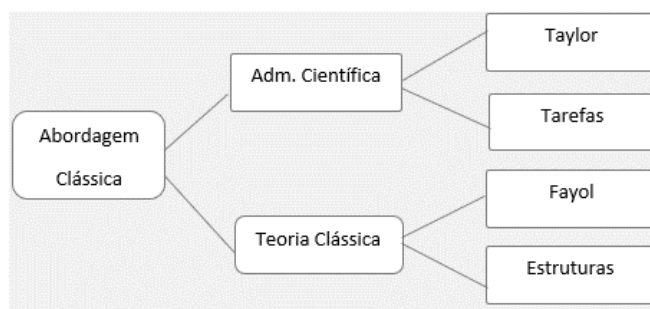 Abordagem
Clássica
Adm. Científica
Teoria Clássica
Taylor
Tarefas
Fayol
Estruturas